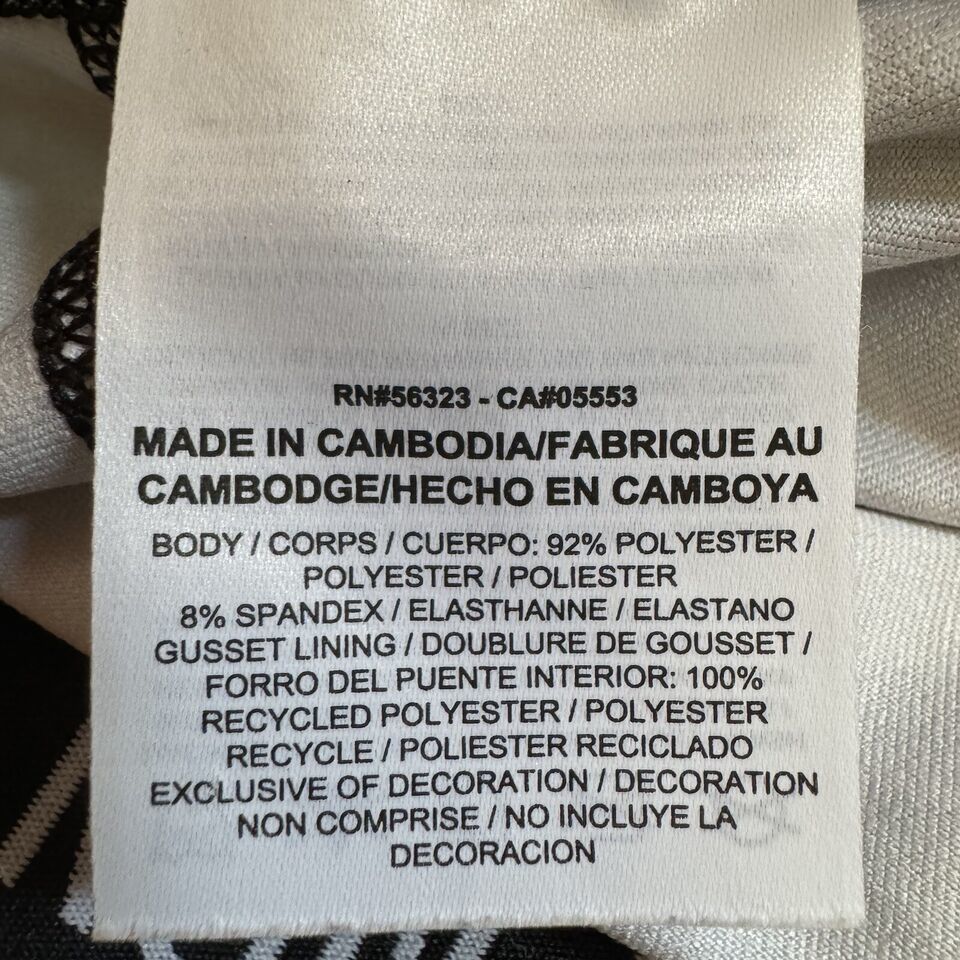 RN#56323 - CA#05553
MADE IN CAMBODIA/FABRIQUE AU
CAMBODGE/HECHO EN CAMBOYA
BODY / CORPS / CUERPO: 92% POLYESTER /
POLYESTER / POLIESTER
8% SPANDEX / ELASTHANNE / ELASTANO
GUSSET LINING / DOUBLURE DE GOUSSET /
FORRO DEL PUENTE INTERIOR: 100%
RECYCLED POLYESTER / POLYESTER
RECYCLE / POLIESTER RECICLADO
EXCLUSIVE OF DECORATION / DECORATION
NON COMPRISE / NO INCLUYE LA
DECORACION